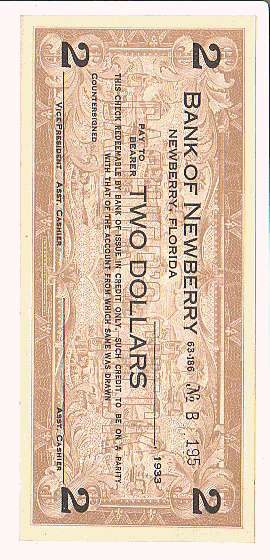 2 2
BANK OF NEWBERRY 63-186 No B 195
NEWBERRY, FLORIDA
1933
PAY TO BEARER TWO DOLLARS
THIS CHECK REDEEMABLE BY BANK OF ISSUE IN CREDIT ONLY, SUCH CREDIT TO BE ON A PARITY
WITH THAT OF THE ACCOUNT FROM WHICH SAME WAS DRAWN
COUNTERSIGNED
VICE-PRESIDENT ASST. CASHIER ASST. CASHIER
2 2